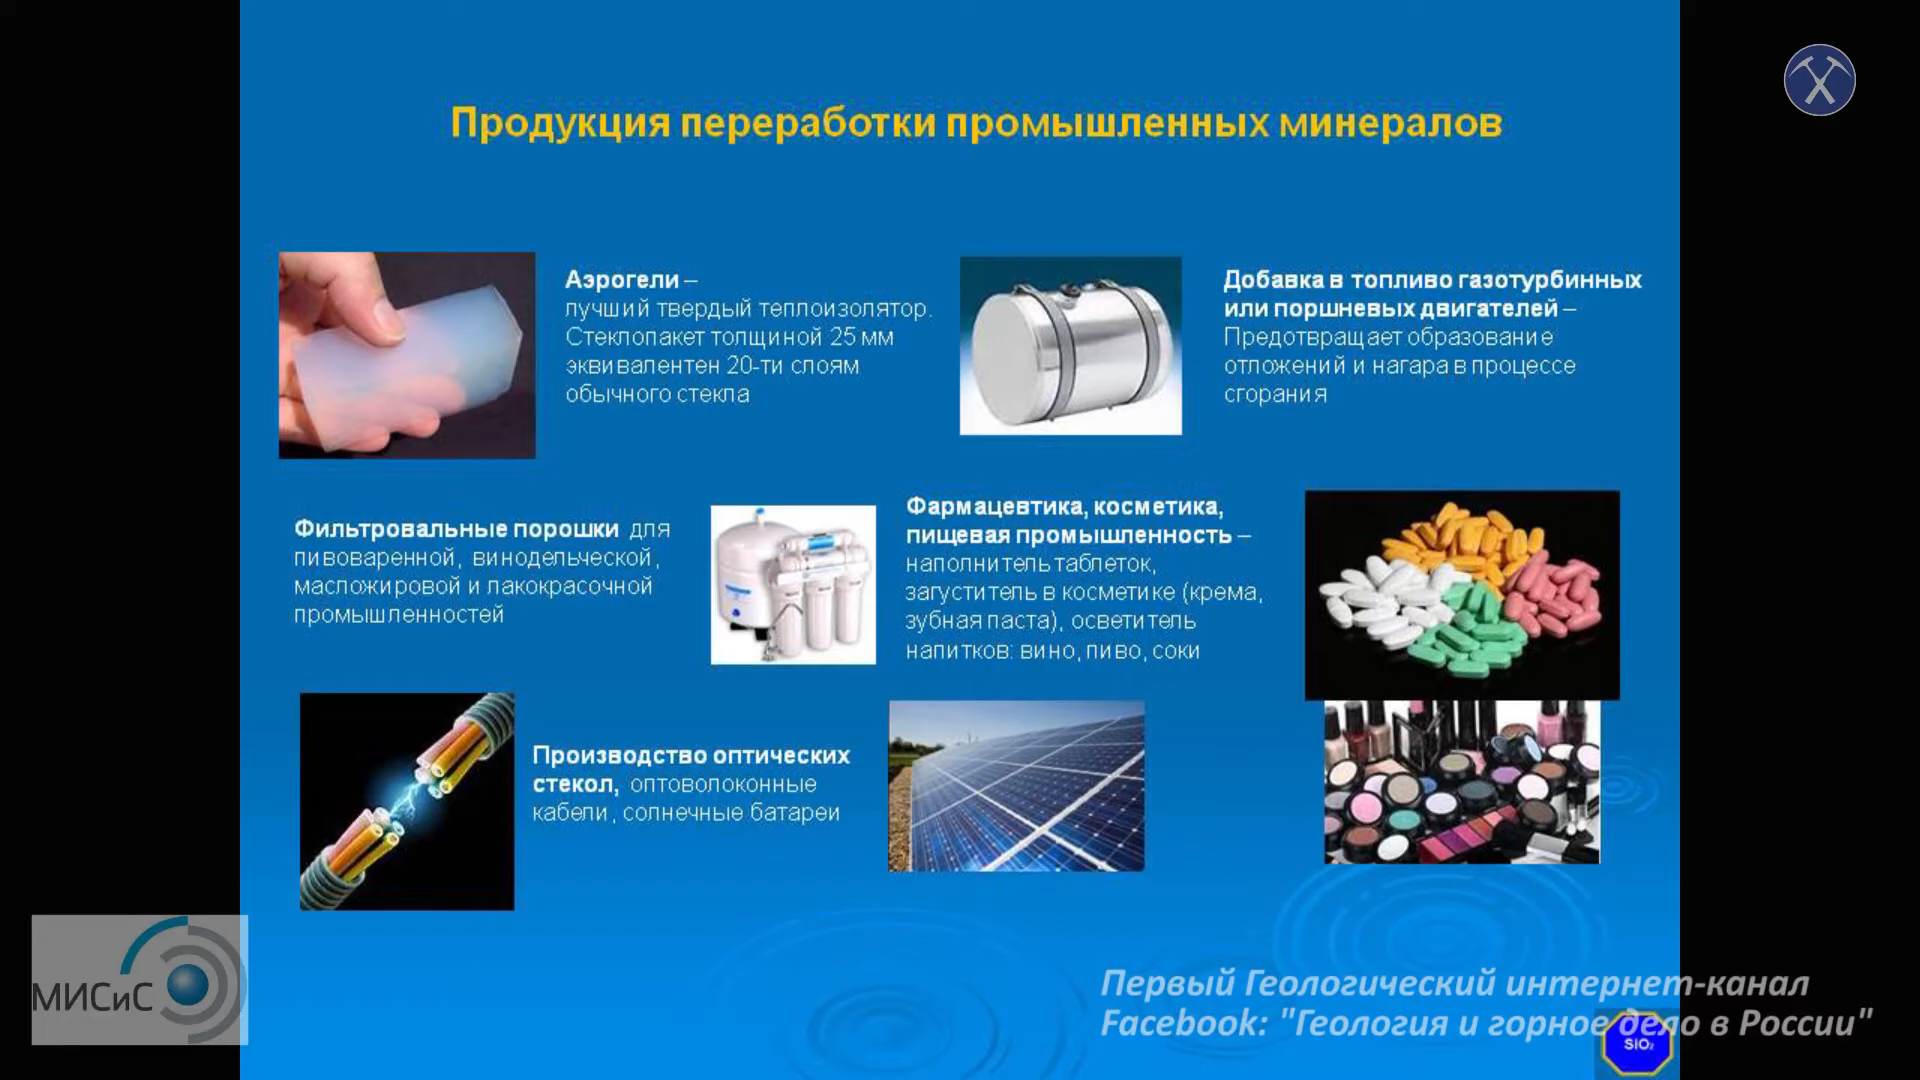 Продукция переработки промышленных минералов
Аэрогели –
лучший твердый теплоизолятор.
Стеклопакет толщиной 25 мм
эквивалентен 20-ти слоям
обычного стекла
Добавка в топливо газотурбинных
или поршневых двигателей –
Предотвращает образование
отложений и нагара в процессе
сгорания
Фильтровальные порошки для
пивоваренной, винодельческой,
масложировой и лакокрасочной
промышленностей
Фармацевтика, косметика,
пищевая промышленность –
наполнитель таблеток,
загуститель в косметике (крема,
зубная паста), осветитель
напитков: вино, пиво, соки
Производство оптических
стекол, оптоволоконные
кабели, солнечные батареи
МИСиС
Первый Геологический интернет-канал
Facebook: "Геология и горное дело в России"
SIO₂